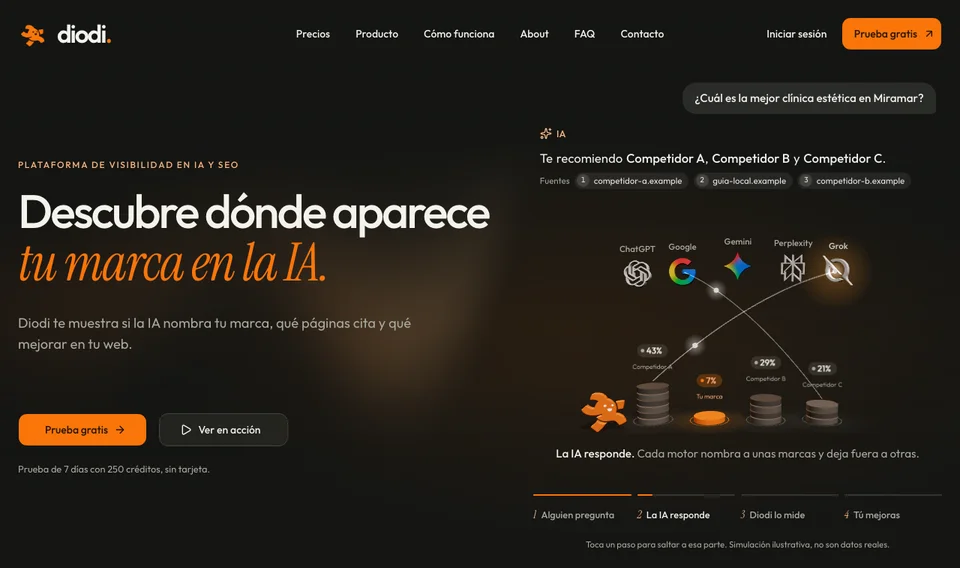 diodi.
Precios
Producto
Cómo funciona
About
FAQ
Contacto
Iniciar sesión
Prueba gratis
PLATAFORMA DE VISIBILIDAD EN IA Y SEO
Descubre dónde aparece
tu marca en la IA.
Diodi te muestra si la IA nombra tu marca, qué páginas cita y qué
mejorar en tu web.
Prueba gratis
Ver en acción
Prueba de 7 días con 250 créditos, sin tarjeta.
¿Cuál es la mejor clínica estética en Miramar?
IA
Te recomiendo Competidor A, Competidor B y Competidor C.
Fuentes 1 competidor-a.example 2 guia-local.example 3 competidor-b.example
ChatGPT
Google
Gemini
Perplexity
Grok
43%
Competidor A
7%
Tu marca
29%
Competidor B
21%
Competidor C
La IA responde. Cada motor nombra a unas marcas y deja fuera a otras.
1 Alguien pregunta
2 La IA responde
3 Diodi lo mide
4 Tú mejoras
Toca un paso para saltar a esa parte. Simulación ilustrativa, no son datos reales.